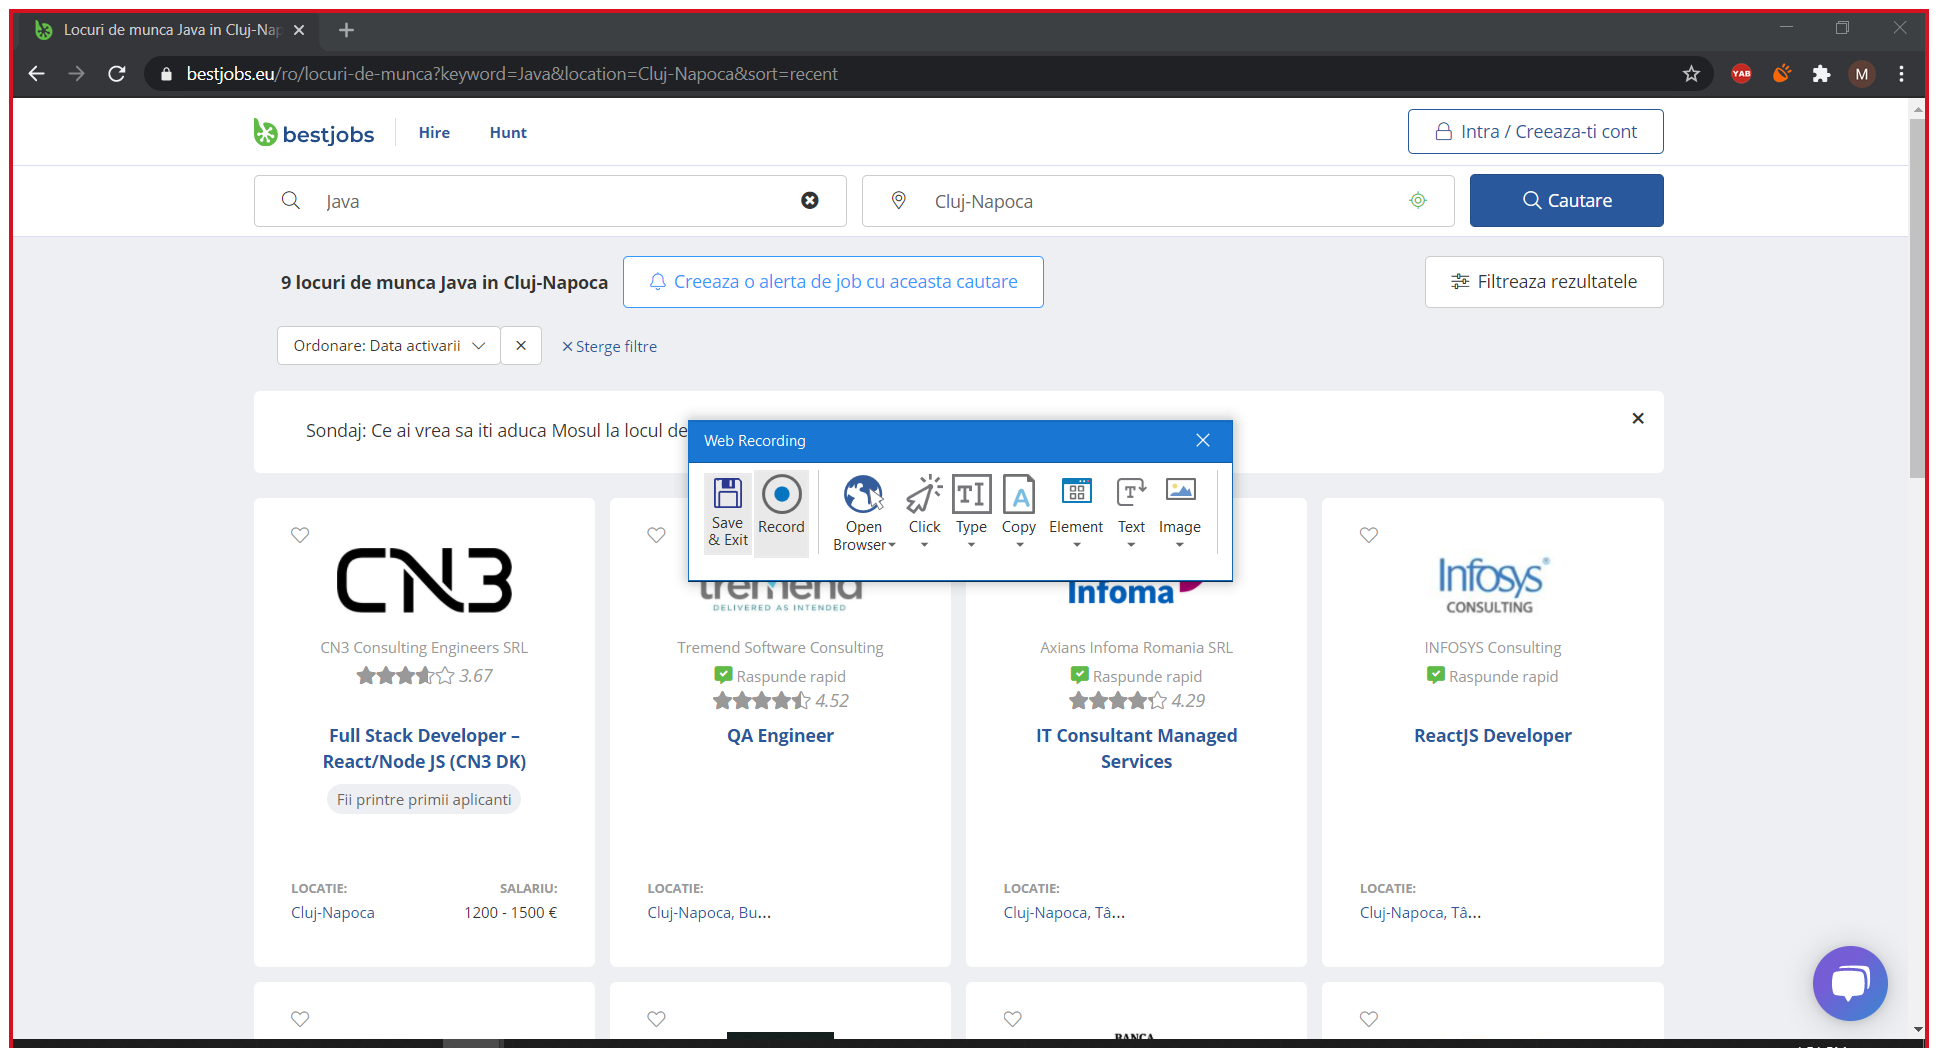 Locuri de munca Java in Cluj-Nap
bestjobs.eu/ro/locuri-de-munca?keyword=Java&location=Cluj-Napoca&sort=recent
YAB
M
bestjobs
Hire
Hunt
Intra / Creeaza-ti cont
Java
Cluj-Napoca
Cautare
9 locuri de munca Java in Cluj-Napoca
Creeaza o alerta de job cu aceasta cautare
Filtreaza rezultatele
Ordonare: Data activarii
Sterge filtre
Sondaj: Ce ai vrea sa iti aduca Mosul la locul de
Web Recording
Save & Exit
Record
Open Browser
Click
Type
Copy
Element
Text
Image
CN3
CN3 Consulting Engineers SRL
3.67
Full Stack Developer –
React/Node JS (CN3 DK)
Fii printre primii aplicanti
LOCATIE:
SALARIU:
Cluj-Napoca
1200 - 1500 €
tremend
DELIVERED AS INTENDED
Tremend Software Consulting
Raspunde rapid
4.52
QA Engineer
LOCATIE:
Cluj-Napoca, Bu...
Infoma
Axians Infoma Romania SRL
Raspunde rapid
4.29
IT Consultant Managed
Services
LOCATIE:
Cluj-Napoca, Tâ...
Infosys®
CONSULTING
INFOSYS Consulting
Raspunde rapid
ReactJS Developer
LOCATIE:
Cluj-Napoca, Tâ...
BANCA